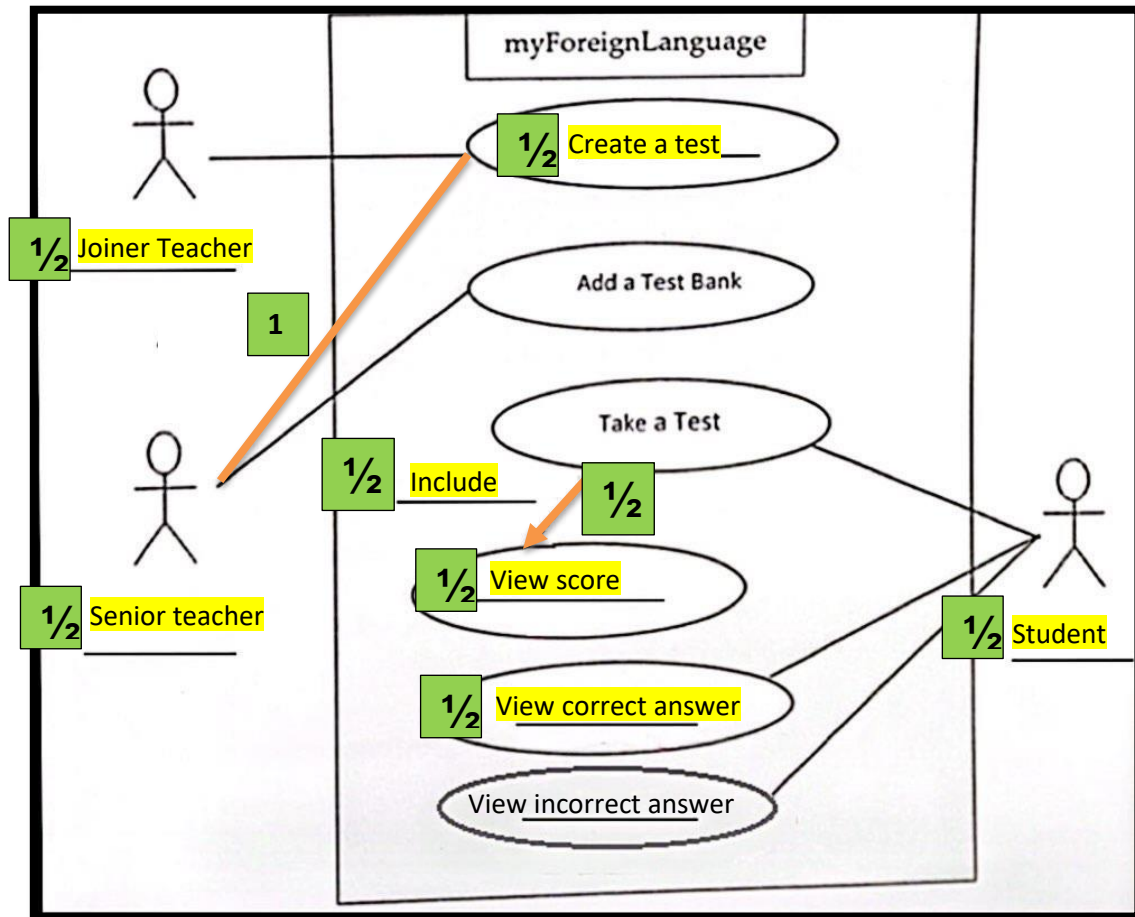 myForeignLanguage
½ Create a test
½ Joiner Teacher
Add a Test Bank
1
Take a Test
½ Include
½
½ View score
½ Senior teacher
½ Student
½ View correct answer
View incorrect answer